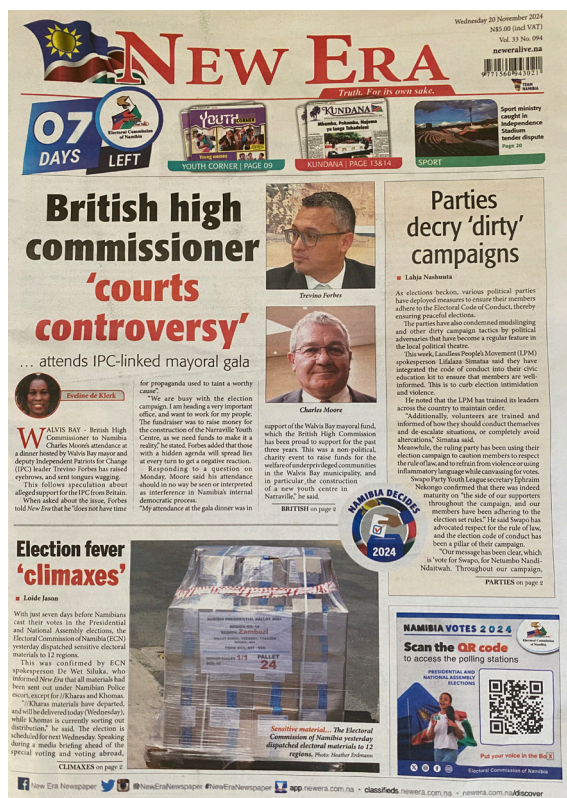 Wednesday 20 November 2024
N$5.00 (incl VAT)
Vol. 33 No. 094
neweralive.na
NEW ERA
Truth. For its own sake.
9771560943021
TEAM
NAMIBIA
07
DAYS
LEFT
Electoral Commission
of Namibia
YOUTH
CORNER
YOUTH CORNER | PAGE 09
KUNDANA
KUNDANA | PAGE 13&14
SPORT
Sport ministry
caught in
Independence
Stadium
tender dispute
Page 30
British high
commissioner
‘courts
controversy’
... attends IPC-linked mayoral gala
Eveline de Klerk
WALVIS BAY - British High
Commissioner to Namibia
Charles Moore’s attendance at
a dinner hosted by Walvis Bay mayor and
deputy Independent Patriots for Change
(IPC) leader Trevino Forbes has raised
eyebrows, and sent tongues wagging.
This follows speculation about
alleged support for the IPC from Britain.
When asked about the issue, Forbes
told New Era that he “does not have time
for propaganda used to taint a worthy
cause”.
“We are busy with the election
campaign. I am heading a very important
office, and want to work for my people.
The fundraiser was to raise money for the
construction of the Narraville Youth
Centre, as we need funds to make it a
reality,” he stated. Forbes added that those
with a hidden agenda will spread lies
at every turn to get a negative reaction.
Responding to a question on
Monday, Moore said his attendance
should in no way be seen or interpreted
as interference in Namibia’s internal
democratic process.
“My attendance at the gala dinner was in
Trevino Forbes
Charles Moore
support of the Walvis Bay mayoral fund,
which the British High Commission
has been proud to support for the past
three years. This was a non-political,
charity event to raise funds for the
welfare of underprivileged communities
in the Walvis Bay municipality, and
in particular, the construction
of a new youth centre in
Narraville,” he said.
BRITISH on page 2
Parties
decry ‘dirty’
campaigns
Lahja Nashuuta
As elections beckon, various political parties
have deployed measures to ensure their members
adhere to the Electoral Code of Conduct, thereby
ensuring peaceful elections.
The parties have also condemned mudslinging
and other dirty campaign tactics by political
adversaries that have become a regular feature in
the local political theatre.
This week, Landless People’s Movement (LPM)
spokesperson Lifalaza Simataa said they have
integrated the code of conduct into their civic
education kit to ensure that members are well-
informed. This is to curb election intimidation
and violence.
He noted that the LPM has trained its leaders
across the country to maintain order.
“Additionally, volunteers are trained and
informed of how they should conduct themselves
and de-escalate situations, or completely avoid
altercations,” Simataa said.
Meanwhile, the ruling party has been using their
election campaign to caution members to respect
the rule of law, and to refrain from violence or using
inflammatory language while canvassing for votes.
Swapo Party Youth League secretary Ephraim
Nekongo confirmed that there was indeed
maturity on “the side of our supporters
throughout the campaign, and our
members have been adhering to the
election set rules.” He said Swapo has
advocated respect for the rule of law,
and the election code of conduct has
been a pillar of their campaign.
“Our message has been clear, which
is ‘vote for Swapo, for Netumbo Nandi-
Ndaitwah. Throughout our campaign,
PARTIES on page 2
NAMIBIA DECIDES
2024
Election fever
‘climaxes’
Loide Jason
With just seven days before Namibians
cast their votes in the Presidential
and National Assembly elections, the
Electoral Commission of Namibia (ECN)
yesterday dispatched sensitive electoral
materials to 12 regions.
This was confirmed by ECN
spokesperson De Wet Siluka, who
informed New Era that all materials had
been sent out under Namibian Police
escort, except for //Kharas and Khomas.
“//Kharas materials have departed,
and will be delivered today (Wednesday),
while Khomas is currently sorting out
distribution,” he said. The election is
scheduled for next Wednesday. Speaking
during a media briefing ahead of the
special voting and voting abroad,
CLIMAXES on page 2
Zambezi
1/1
PALLET
24
Sensitive material... The Electoral
Commission of Namibia yesterday
dispatched electoral materials to 12
regions. Photo: Heather Erdmann
NAMIBIA VOTES 2024
Electoral Commission
of Namibia
Scan the QR code
to access the polling stations
PRESIDENTIAL AND
NATIONAL ASSEMBLY
ELECTIONS
Put your voice in the Box
Electoral Commission of Namibia
New Era Newspaper @NewEraNewspaper #NewEraNewspaper app.newera.com.na • classifieds.newera.com.na • www.newera.com.na/discover